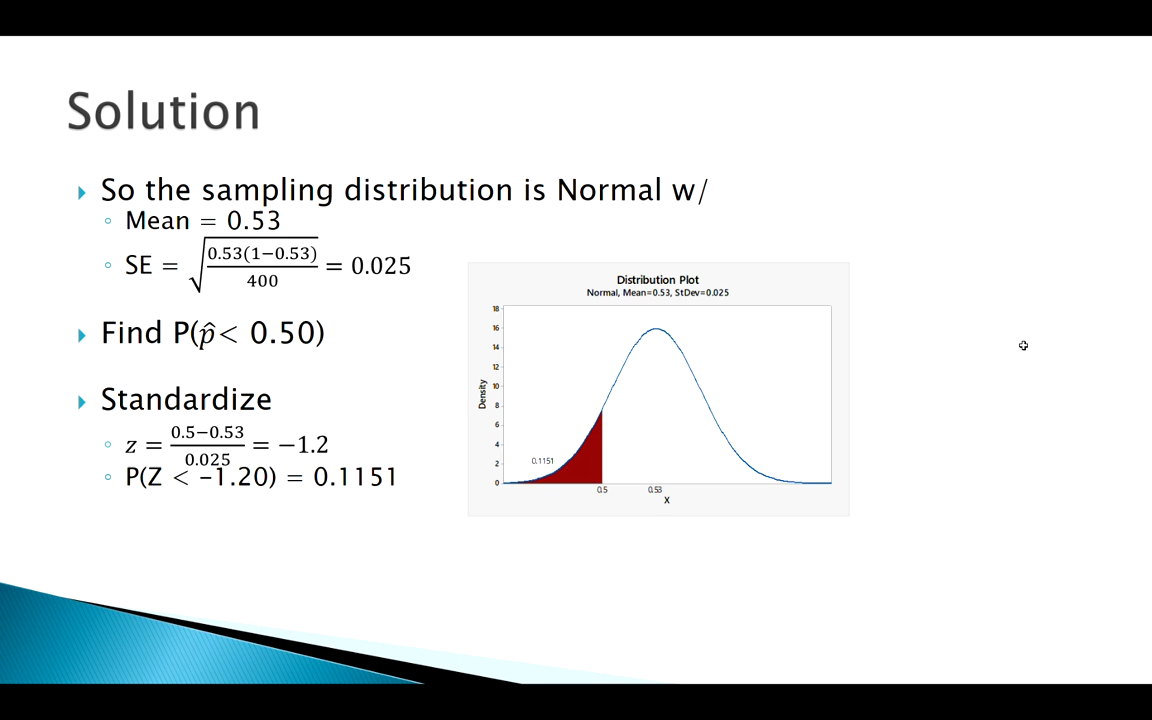 Solution
So the sampling distribution is Normal w/
Mean = 0.53
SE = √(0.53(1−0.53)/400) = 0.025
Find P(p̂< 0.50)
Standardize
z = (0.5−0.53)/0.025 = −1.2
P(Z < −1.20) = 0.1151
Distribution Plot
Normal, Mean=0.53, StDev=0.025
18
16
14
12
10
8
6
4
2
0
Density
0.1151
0.5
0.53
X